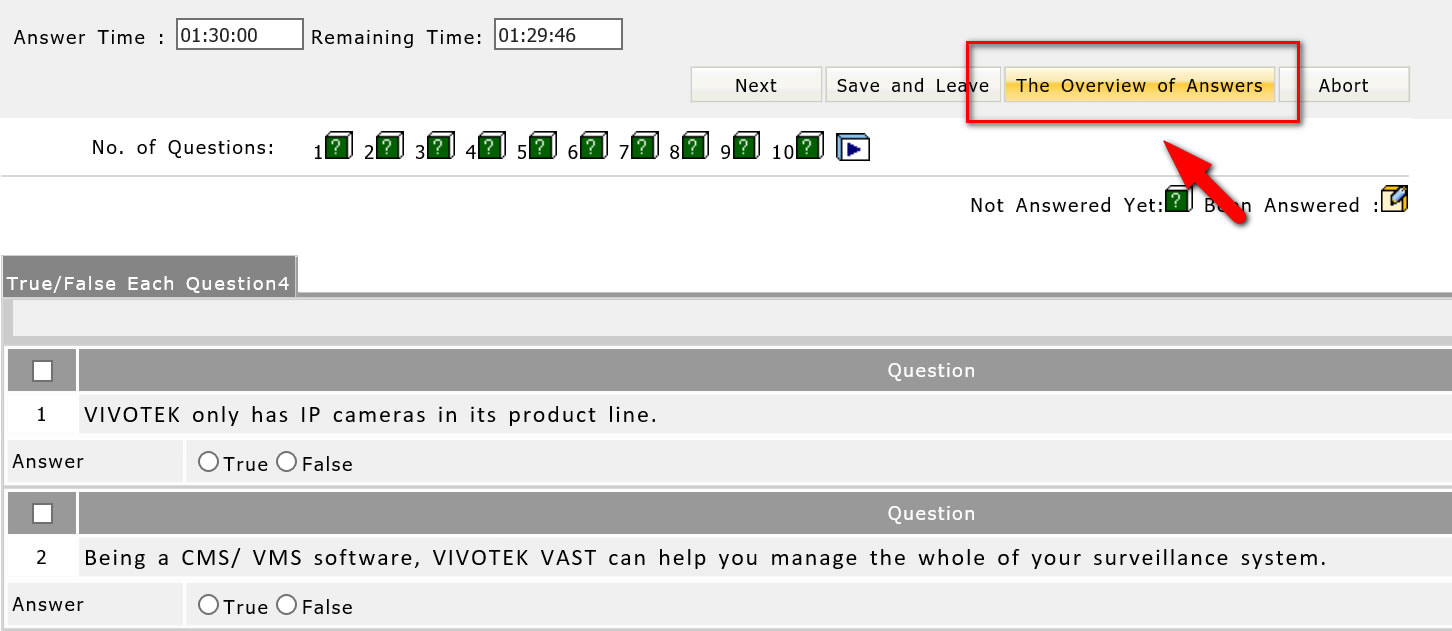 Answer Time : 01:30:00 Remaining Time: 01:29:46
Next Save and Leave The Overview of Answers Abort
No. of Questions: 1 ? 2 ? 3 ? 4 ? 5 ? 6 ? 7 ? 8 ? 9 ? 10 ?
Not Answered Yet: ? Been Answered :
True/False Each Question4
Question
1 VIVOTEK only has IP cameras in its product line.
Answer True False
Question
2 Being a CMS/ VMS software, VIVOTEK VAST can help you manage the whole of your surveillance system.
Answer True False